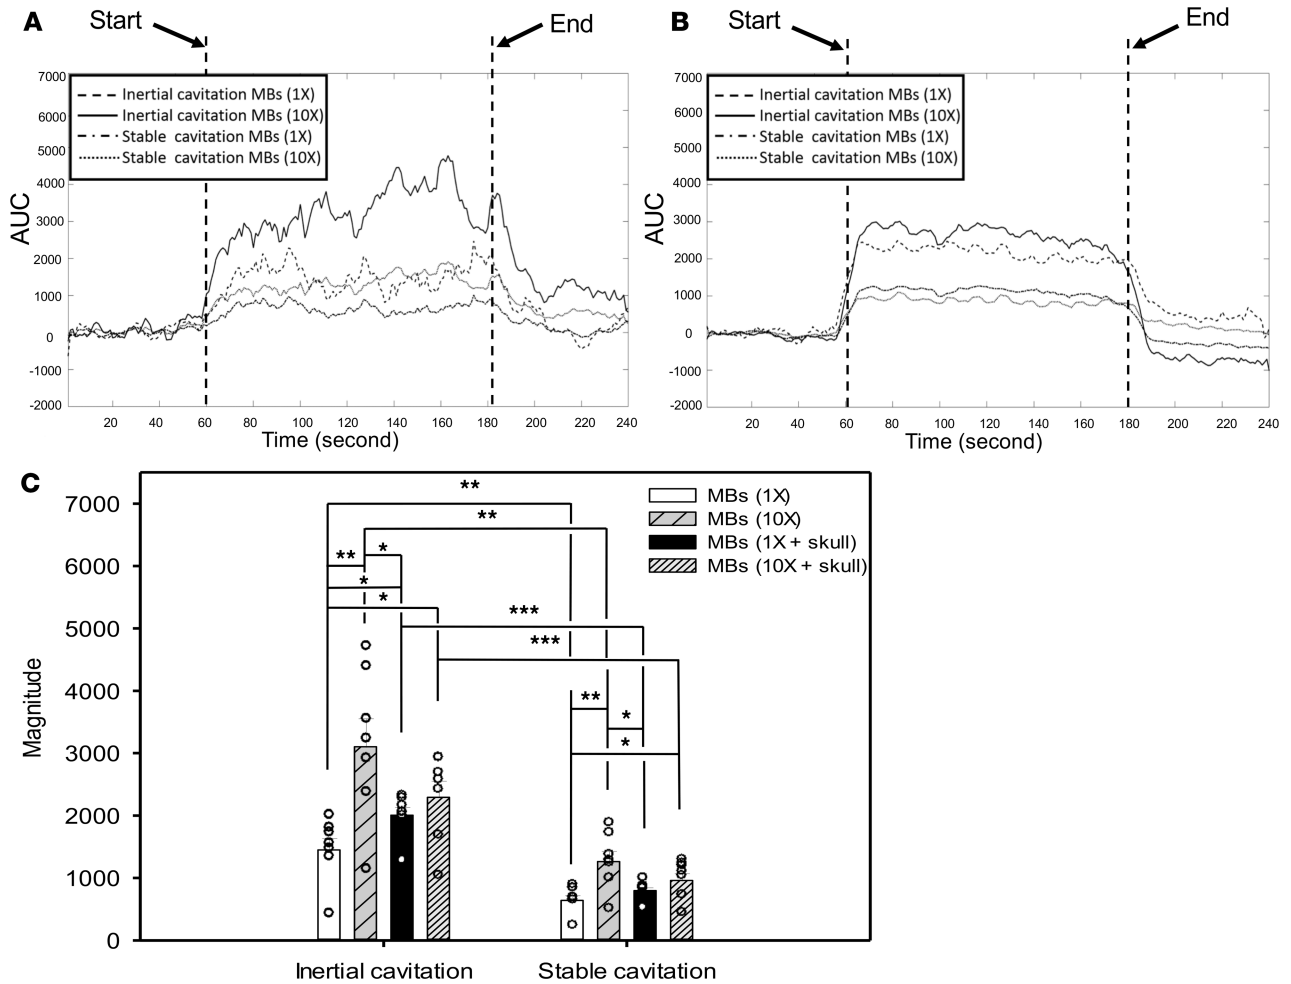 A
Start
End
7000
6000
5000
4000
3000
2000
1000
0
-1000
-2000
AUC
Inertial cavitation MBs (1X)
Inertial cavitation MBs (10X)
Stable cavitation MBs (1X)
Stable cavitation MBs (10X)
20 40 60 80 100 120 140 160 180 200 220 240
Time (second)
B
Start
End
7000
6000
5000
4000
3000
2000
1000
0
-1000
-2000
AUC
Inertial cavitation MBs (1X)
Inertial cavitation MBs (10X)
Stable cavitation MBs (1X)
Stable cavitation MBs (10X)
20 40 60 80 100 120 140 160 180 200 220 240
Time (second)
C
7000
6000
5000
4000
3000
2000
1000
0
Magnitude
MBs (1X)
MBs (10X)
MBs (1X + skull)
MBs (10X + skull)
**
**
** *
*
*
***
***
**
*
*
Inertial cavitation Stable cavitation